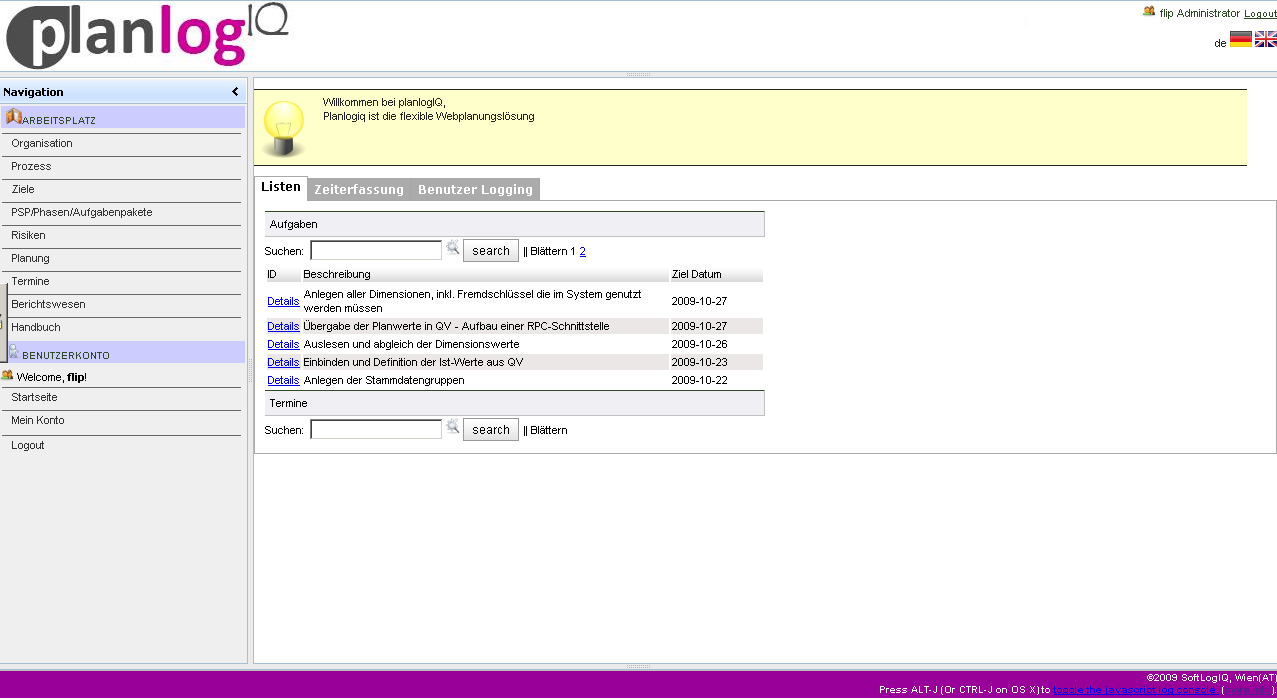 planlogIQ
flip Administrator Logout
de
Navigation
ARBEITSPLATZ
Organisation
Prozess
Ziele
PSP/Phasen/Aufgabenpakete
Risiken
Planung
Termine
Berichtswesen
Handbuch
BENUTZERKONTO
Welcome, flip!
Startseite
Mein Konto
Logout
Willkommen bei planlogIQ,
Planlogiq ist die flexible Webplanungslösung
Listen Zeiterfassung Benutzer Logging
Aufgaben
Suchen: search || Blättern 1 2
ID Beschreibung Ziel Datum
Details Anlegen aller Dimensionen, inkl. Fremdschlüssel die im System genutzt
werden müssen 2009-10-27
Details Übergabe der Planwerte in QV - Aufbau einer RPC-Schnittstelle 2009-10-27
Details Auslesen und abgleich der Dimensionswerte 2009-10-26
Details Einbinden und Definition der Ist-Werte aus QV 2009-10-23
Details Anlegen der Stammdatengruppen 2009-10-22
Termine
Suchen: search || Blättern
©2009 SoftLogIQ, Wien(AT)
Press ALT-J (Or CTRL-J on OS X) to toggle the javascript log console. (more info)